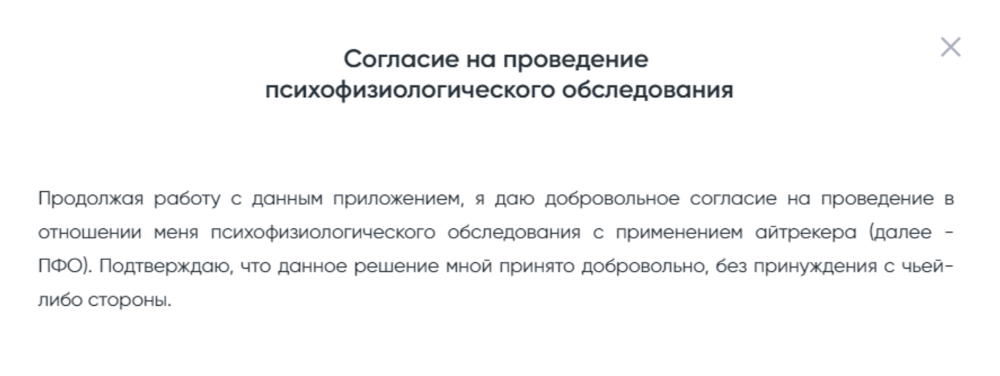 Согласие на проведение
психофизиологического обследования
Продолжая работу с данным приложением, я даю добровольное согласие на проведение в
отношении меня психофизиологического обследования с применением айтрекера (далее -
ПФО). Подтверждаю, что данное решение мной принято добровольно, без принуждения с чьей-
либо стороны.